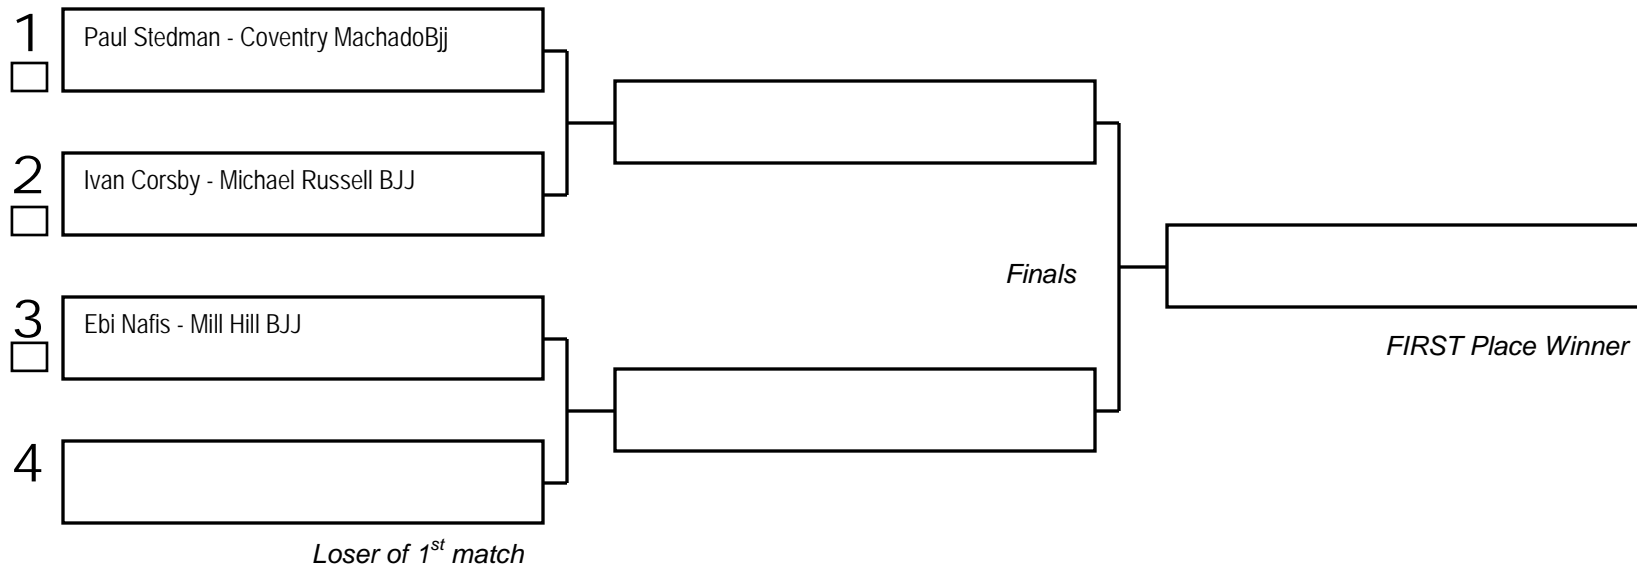 1
Paul Stedman - Coventry MachadoBjj
2
Ivan Corsby - Michael Russell BJJ
Finals
3
Ebi Nafis - Mill Hill BJJ
FIRST Place Winner
4
Loser of 1st match